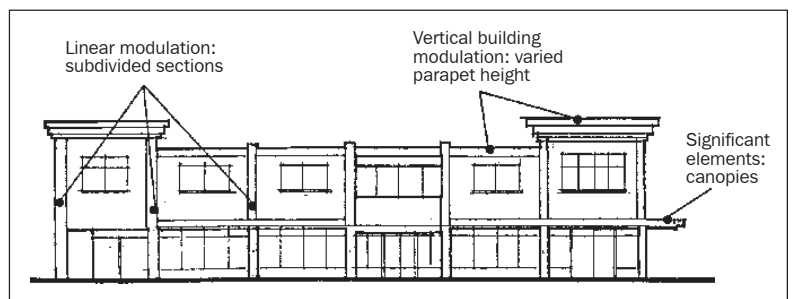 Linear modulation:
subdivided sections
Vertical building
modulation: varied
parapet height
Significant
elements:
canopies